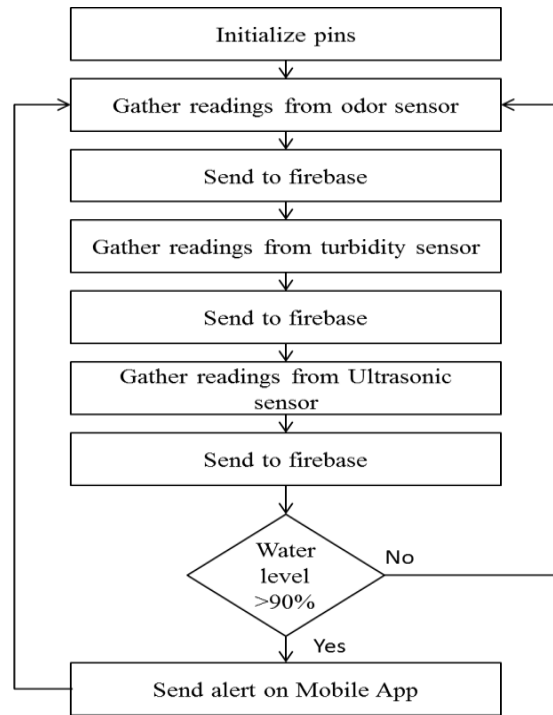 Initialize pins
Gather readings from odor sensor
Send to firebase
Gather readings from turbidity sensor
Send to firebase
Gather readings from Ultrasonic
sensor
Send to firebase
Water
level
>90%
No
Yes
Send alert on Mobile App